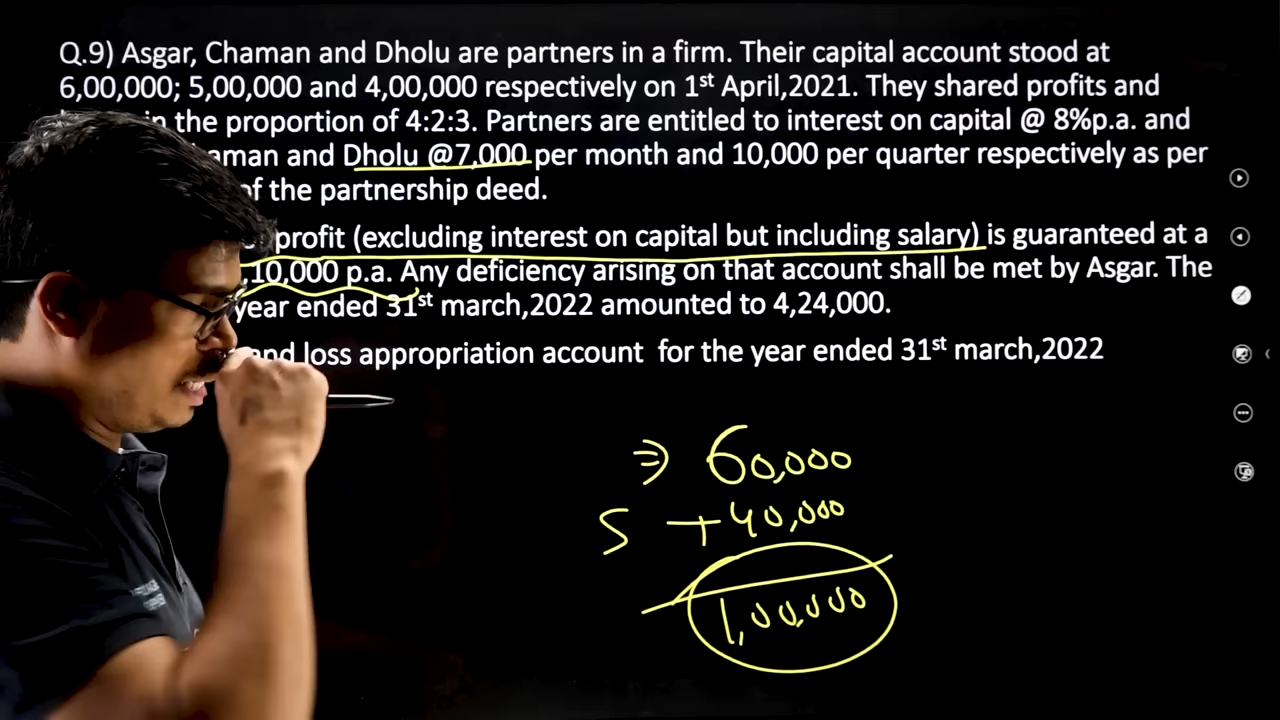 Q.9) Asgar, Chaman and Dholu are partners in a firm. Their capital account stood at
6,00,000; 5,00,000 and 4,00,000 respectively on 1st April,2021. They shared profits and
in the proportion of 4:2:3. Partners are entitled to interest on capital @ 8%p.a. and
and Dholu @7,000 per month and 10,000 per quarter respectively as per
of the partnership deed.
profit (excluding interest on capital but including salary) is guaranteed at a
10,000 p.a. Any deficiency arising on that account shall be met by Asgar. The
year ended 31st march,2022 amounted to 4,24,000.
and loss appropriation account for the year ended 31st march,2022
⇒ 60,000
S + 40,000
1,00,000